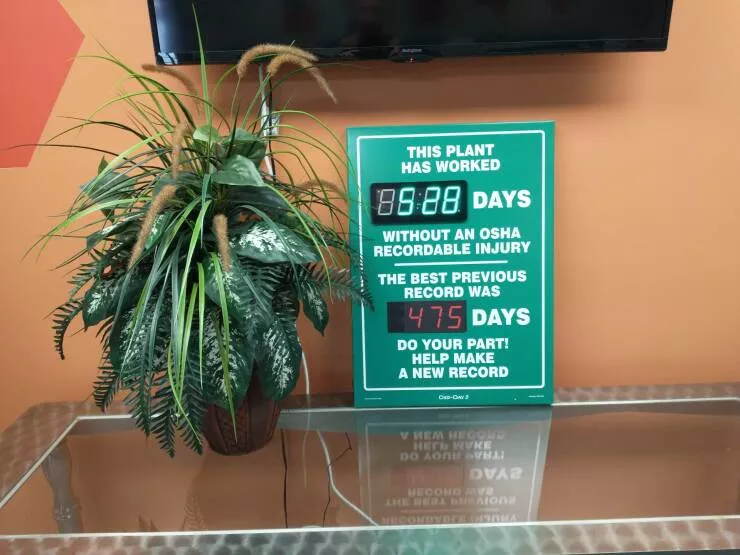 THIS PLANT
HAS WORKED
DAYS
WITHOUT AN OSHA
RECORDABLE INJURY
THE BEST PREVIOUS
RECORD WAS
475 DAYS
DO YOUR PART!
HELP MAKE
A NEW RECORD